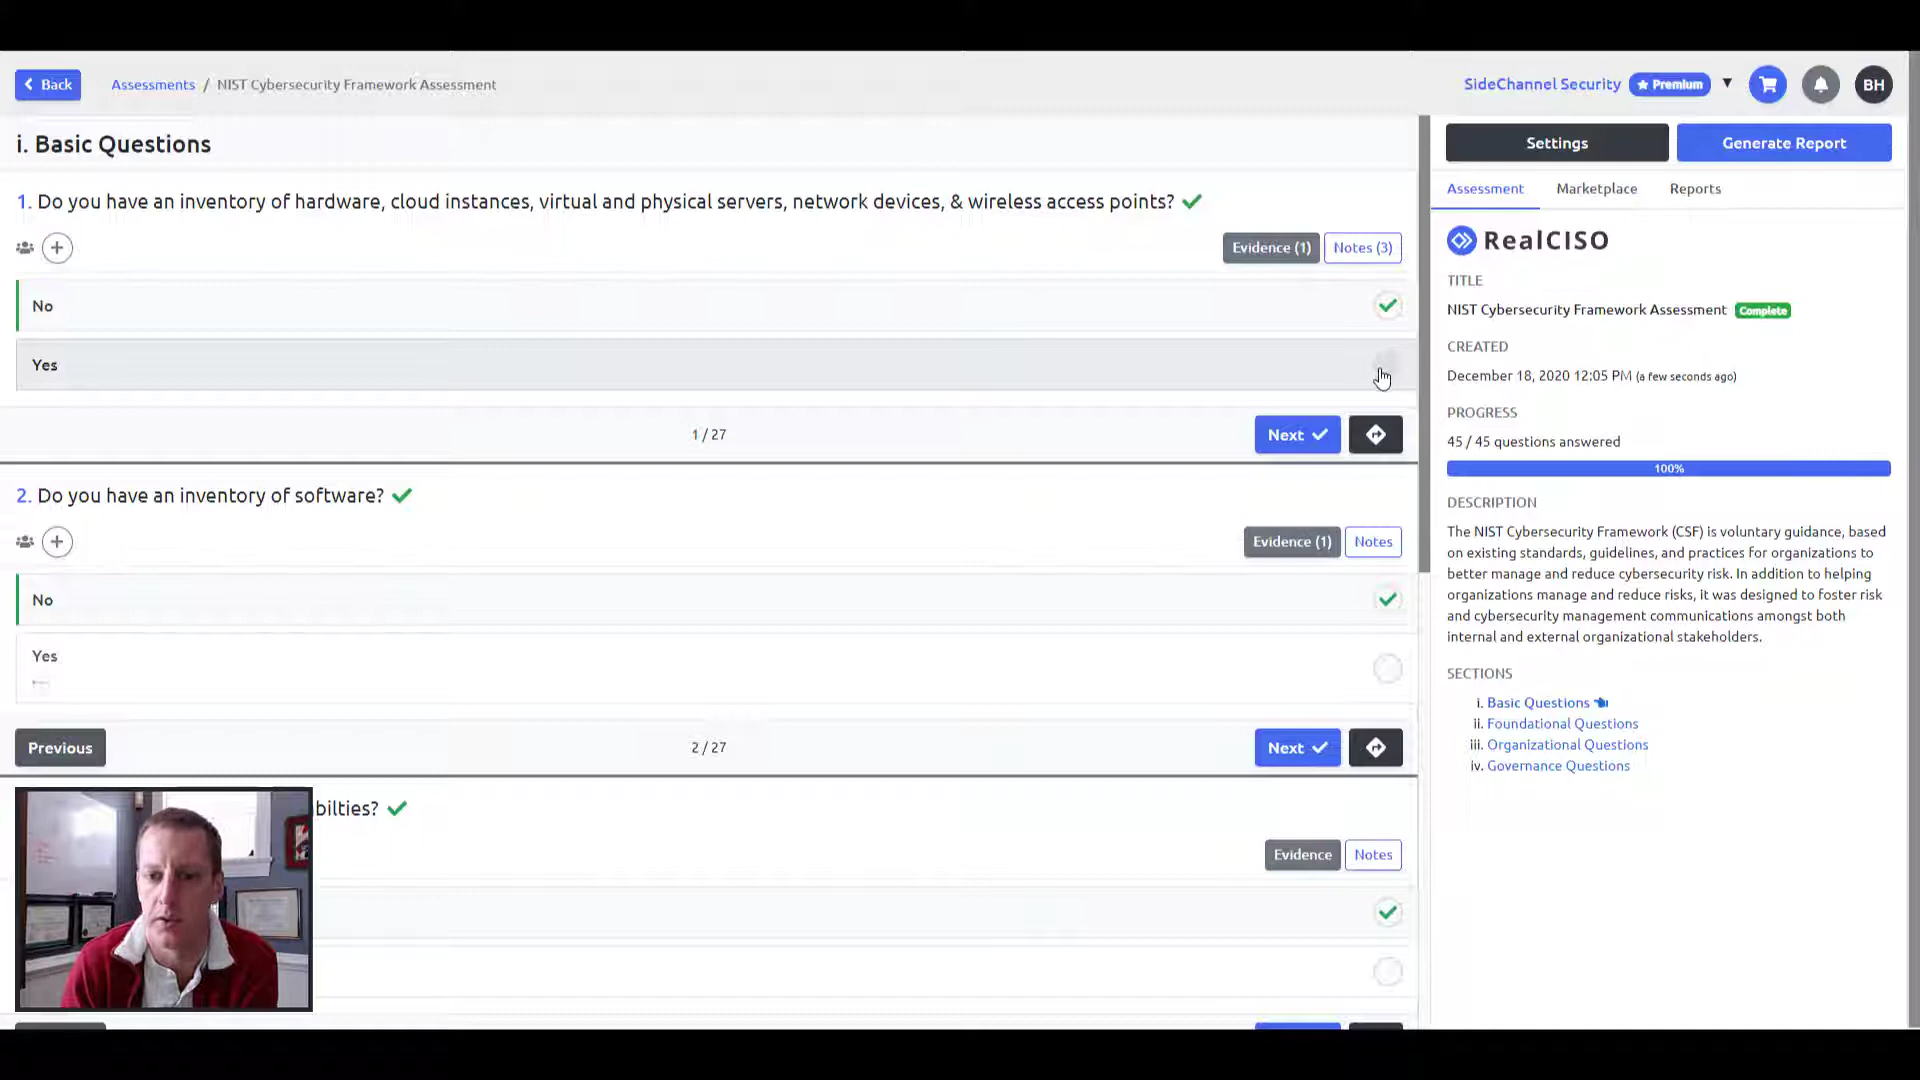 Back
Assessments / NIST Cybersecurity Framework Assessment
SideChannel Security
Premium
BH
i. Basic Questions
1. Do you have an inventory of hardware, cloud instances, virtual and physical servers, network devices, & wireless access points?
Evidence (1)
Notes (3)
No
Yes
1 / 27
Next
2. Do you have an inventory of software?
Evidence (1)
Notes
No
Yes
Previous
2 / 27
Next
bilties?
Evidence
Notes
Settings
Generate Report
Assessment
Marketplace
Reports
RealCISO
TITLE
NIST Cybersecurity Framework Assessment Complete
CREATED
December 18, 2020 12:05 PM (a few seconds ago)
PROGRESS
45 / 45 questions answered
100%
DESCRIPTION
The NIST Cybersecurity Framework (CSF) is voluntary guidance, based
on existing standards, guidelines, and practices for organizations to
better manage and reduce cybersecurity risk. In addition to helping
organizations manage and reduce risks, it was designed to foster risk
and cybersecurity management communications amongst both
internal and external organizational stakeholders.
SECTIONS
i. Basic Questions
ii. Foundational Questions
iii. Organizational Questions
iv. Governance Questions